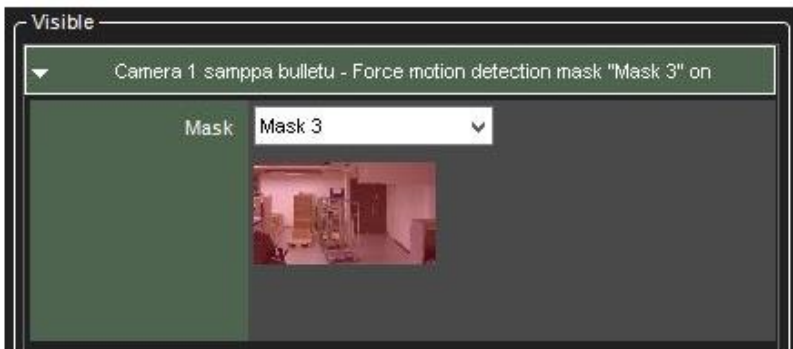 Visible
Camera 1 samppa bulletu - Force motion detection mask "Mask 3" on
Mask
Mask 3